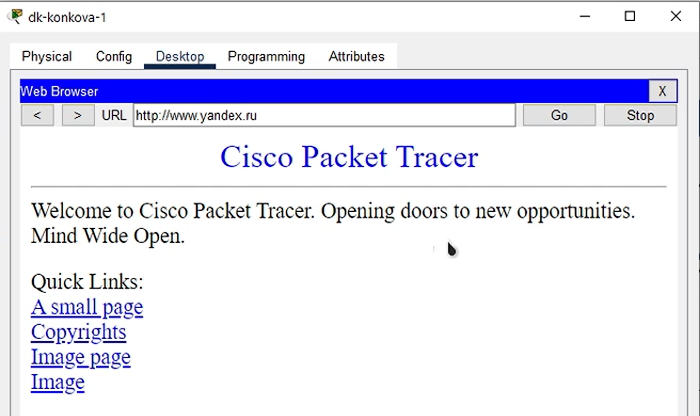 dk-konkova-1
Physical Config Desktop Programming Attributes
Web Browser X
< > URL http://www.yandex.ru Go Stop
Cisco Packet Tracer
Welcome to Cisco Packet Tracer. Opening doors to new opportunities.
Mind Wide Open.
Quick Links:
A small page
Copyrights
Image page
Image